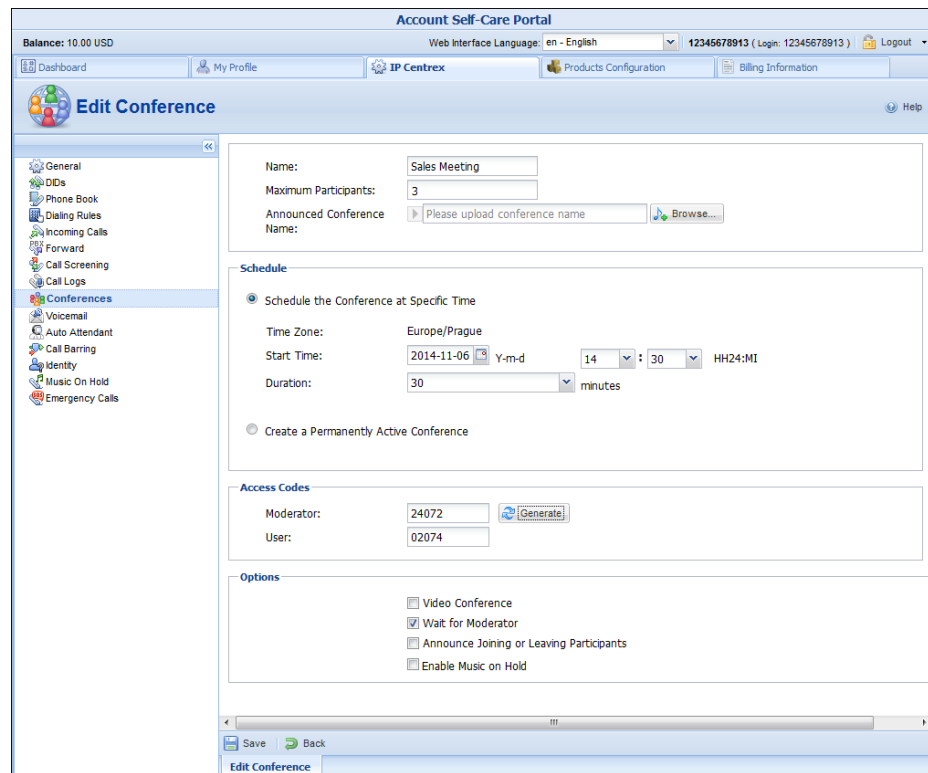 Account Self-Care Portal
Balance: 10.00 USD Web Interface Language: en - English 12345678913 ( Login: 12345678913 ) Logout
Dashboard My Profile IP Centrex Products Configuration Billing Information
Edit Conference Help
General
DIDs
Phone Book
Dialing Rules
Incoming Calls
PBX Forward
Call Screening
Call Logs
Conferences
Voicemail
Auto Attendant
Call Barring
Identity
Music On Hold
Emergency Calls
Name: Sales Meeting
Maximum Participants: 3
Announced Conference Name: Please upload conference name Browse...
Schedule
Schedule the Conference at Specific Time
Time Zone: Europe/Prague
Start Time: 2014-11-06 Y-m-d 14 : 30 HH24:MI
Duration: 30 minutes
Create a Permanently Active Conference
Access Codes
Moderator: 24072 Generate
User: 02074
Options
Video Conference
Wait for Moderator
Announce Joining or Leaving Participants
Enable Music on Hold
Save Back
Edit Conference